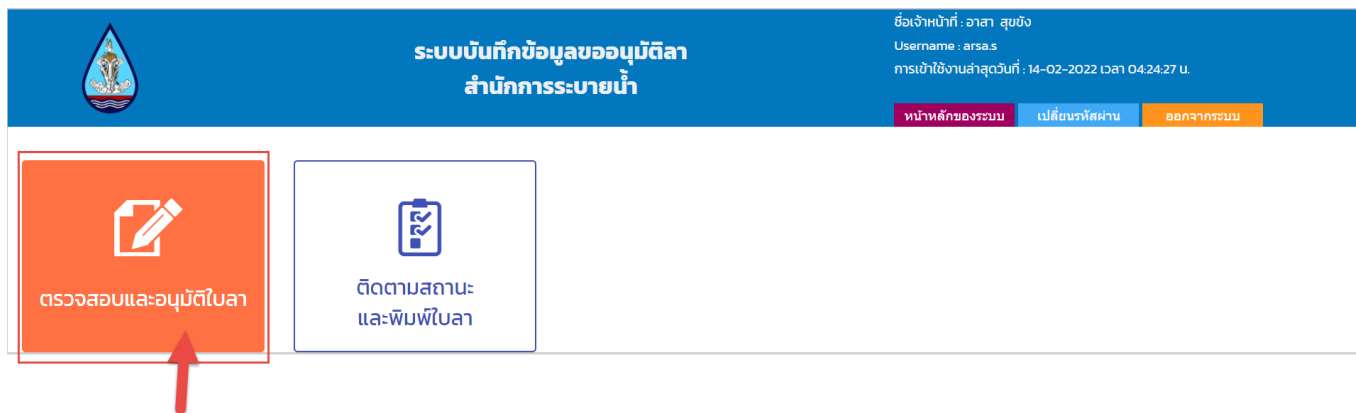 ระบบบันทึกข้อมูลขออนุมัติลา
สำนักการระบายน้ำ
ชื่อเจ้าหน้าที่ : อาสา สุขขัง
Username : arsa.s
การเข้าใช้งานล่าสุดวันที่ : 14-02-2022 เวลา 04:24:27 น.
หน้าหลักของระบบ เปลี่ยนรหัสผ่าน ออกจากระบบ
ตรวจสอบและอนุมัติใบลา
ติดตามสถานะ
และพิมพ์ใบลา